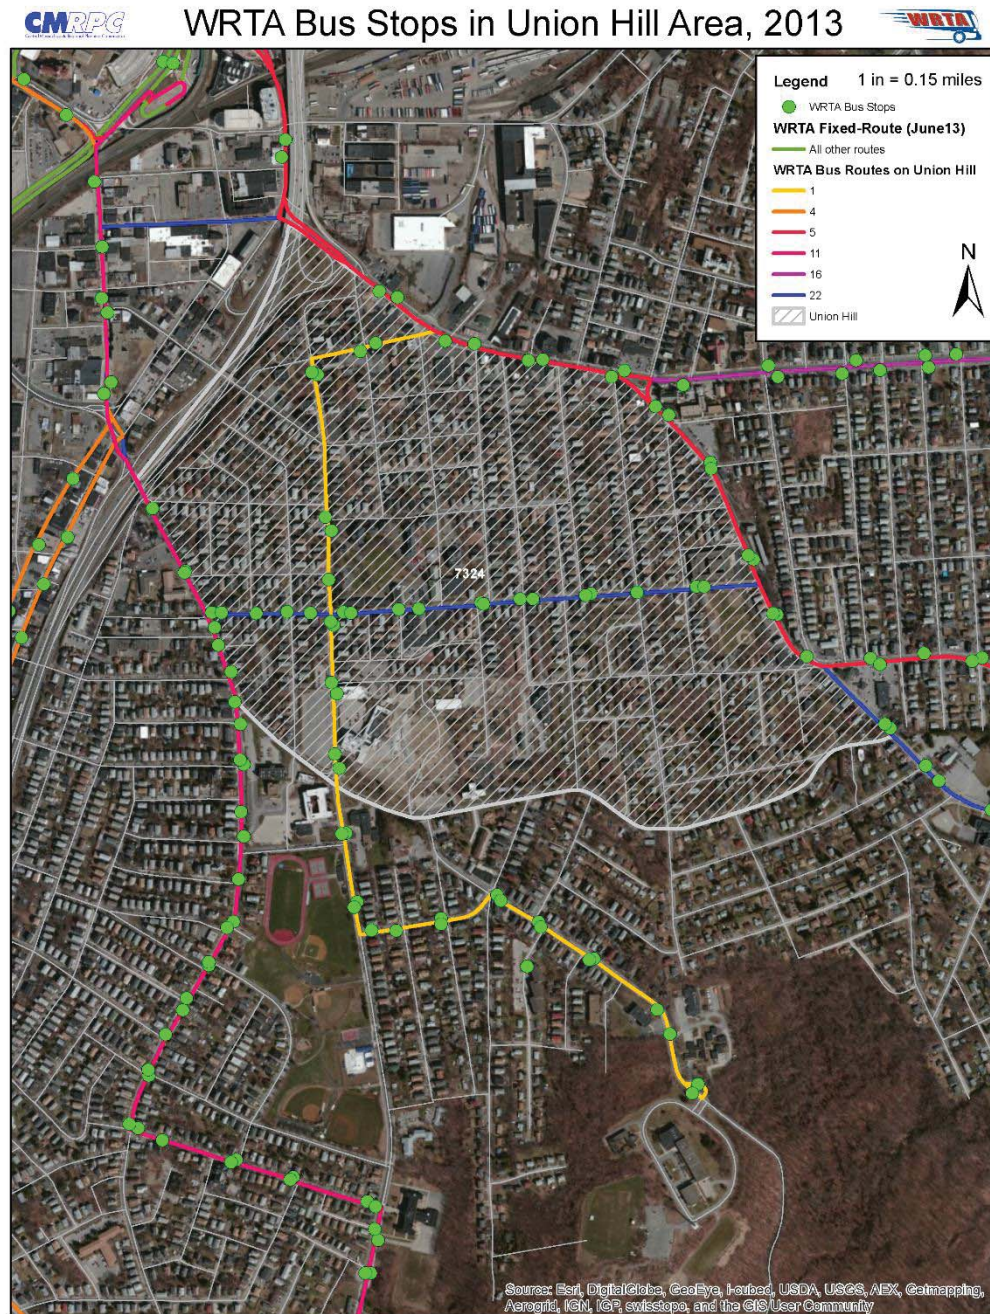 CMRPC
WRTA Bus Stops in Union Hill Area, 2013
WRTA
Legend 1 in = 0.15 miles
WRTA Bus Stops
WRTA Fixed-Route (June13)
All other routes
WRTA Bus Routes on Union Hill
1
4
5
11
16
22
Union Hill
N
7324
Source: Esri, DigitalGlobe, GeoEye, i-cubed, USDA, USGS, AEX, Getmapping,
Aerogrid, IGN, IGP, swisstopo, and the GIS User Community